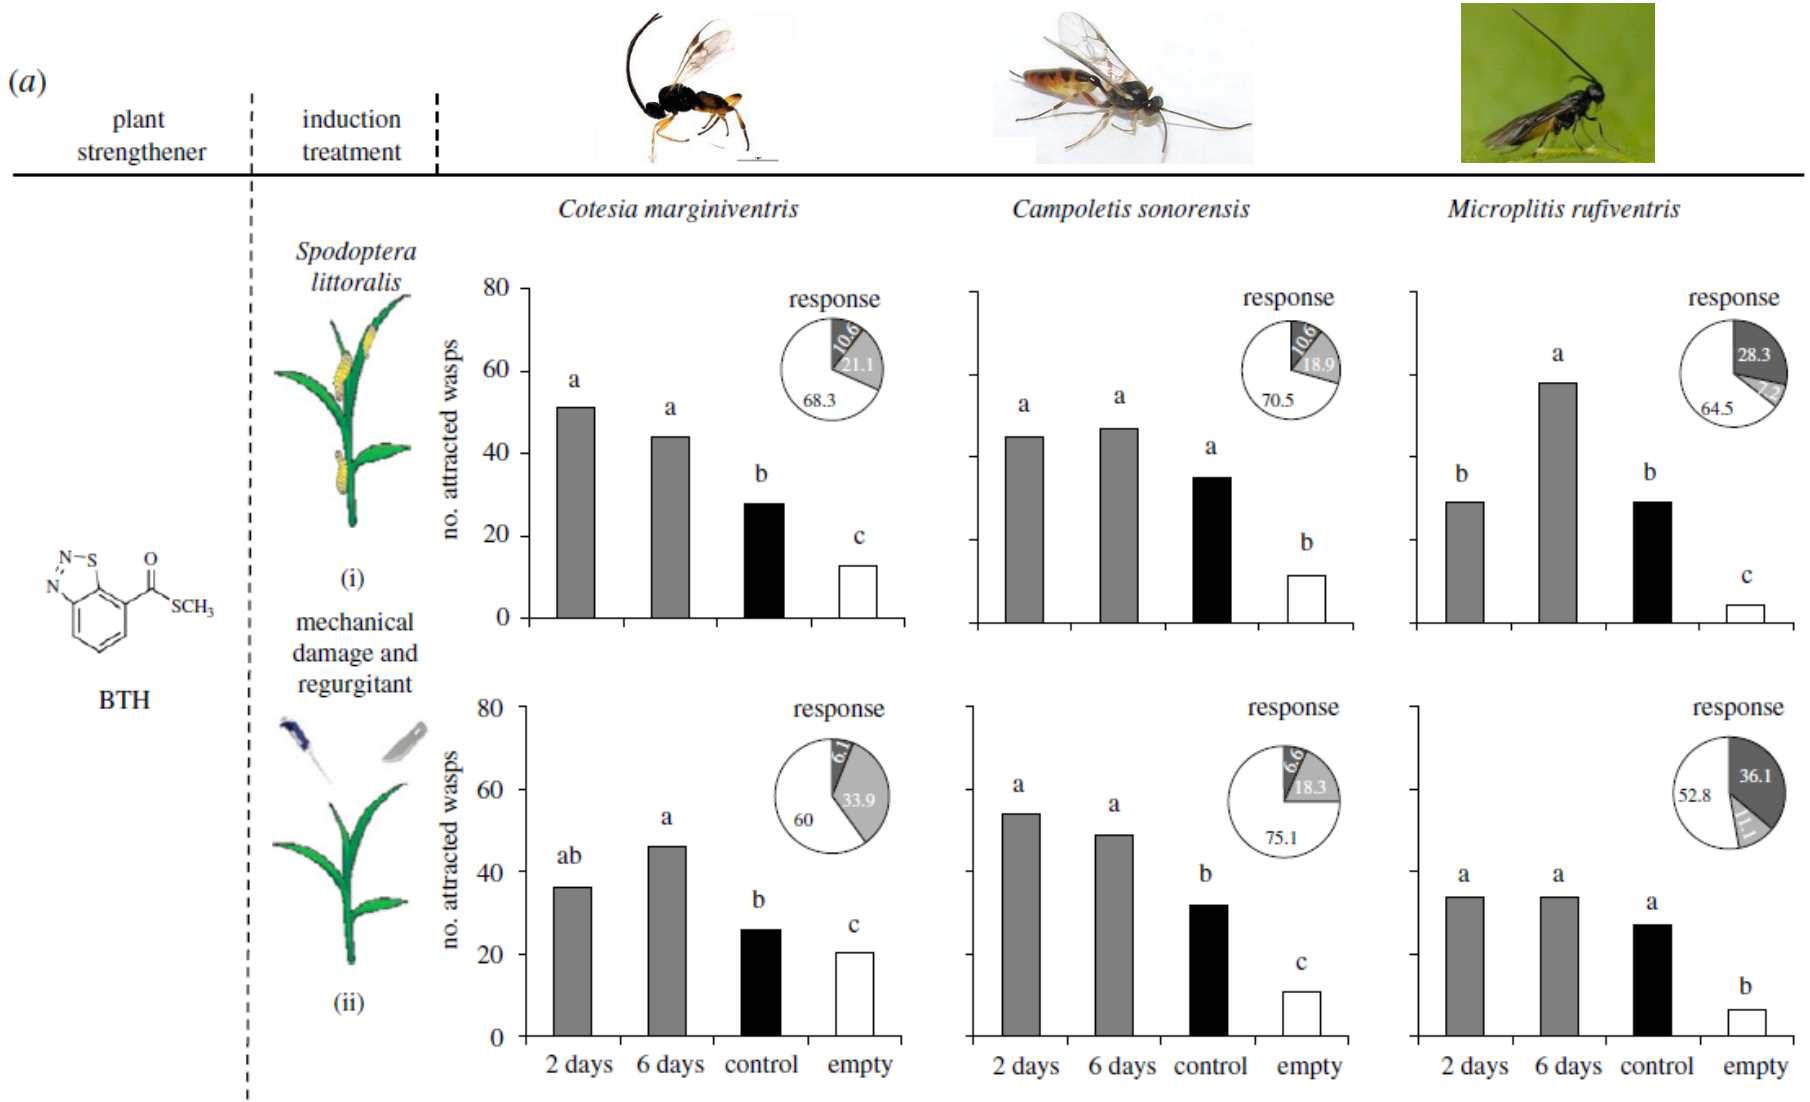 (a)
plant
strengthener
induction
treatment
Cotesia marginiventris
Campoletis sonorensis
Microplitis rufiventris
Spodoptera
littoralis
(i)
no. attracted wasps
80
60
40
20
0
a
a
b
c
response
10.6
21.1
68.3
a
a
a
b
response
10.6
18.9
70.5
b
a
b
c
response
28.3
7.2
64.5
N
S
N
O
SCH3
BTH
mechanical
damage and
regurgitant
(ii)
no. attracted wasps
80
60
40
20
0
ab
a
b
c
response
6.1
33.9
60
2 days
6 days
control
empty
a
a
b
c
response
6.6
18.3
75.1
2 days
6 days
control
empty
a
a
a
b
response
36.1
11.1
52.8
2 days
6 days
control
empty